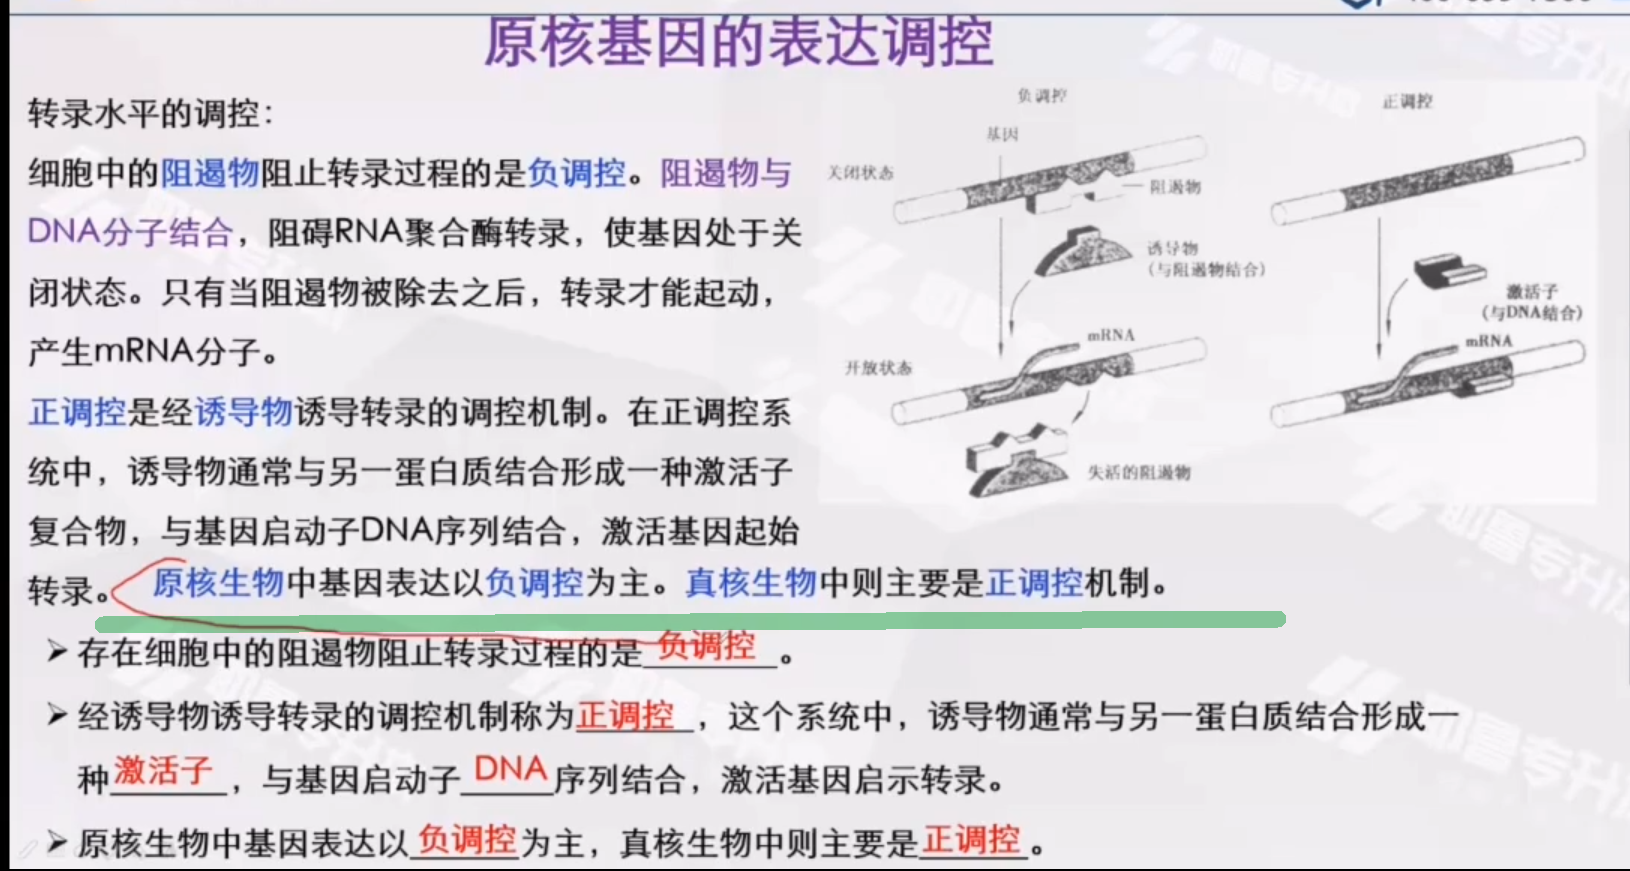 原核基因的表达调控
转录水平的调控：
细胞中的阻遏物阻止转录过程的是负调控。阻遏物与
DNA分子结合，阻碍RNA聚合酶转录，使基因处于关
闭状态。只有当阻遏物被除去之后，转录才能起动，
产生mRNA分子。
正调控是经诱导物诱导转录的调控机制。在正调控系
统中，诱导物通常与另一蛋白质结合形成一种激活子
复合物，与基因启动子DNA序列结合，激活基因起始
转录。
原核生物中基因表达以负调控为主。真核生物中则主要是正调控机制。
负调控
基因
关闭状态
阻遏物
诱导物
（与阻遏物结合）
mRNA
开放状态
失活的阻遏物
正调控
激活子
（与DNA结合）
mRNA
➢ 存在细胞中的阻遏物阻止转录过程的是负调控。
➢ 经诱导物诱导转录的调控机制称为正调控，这个系统中，诱导物通常与另一蛋白质结合形成一
种激活子，与基因启动子DNA序列结合，激活基因启示转录。
➢ 原核生物中基因表达以负调控为主，真核生物中则主要是正调控。